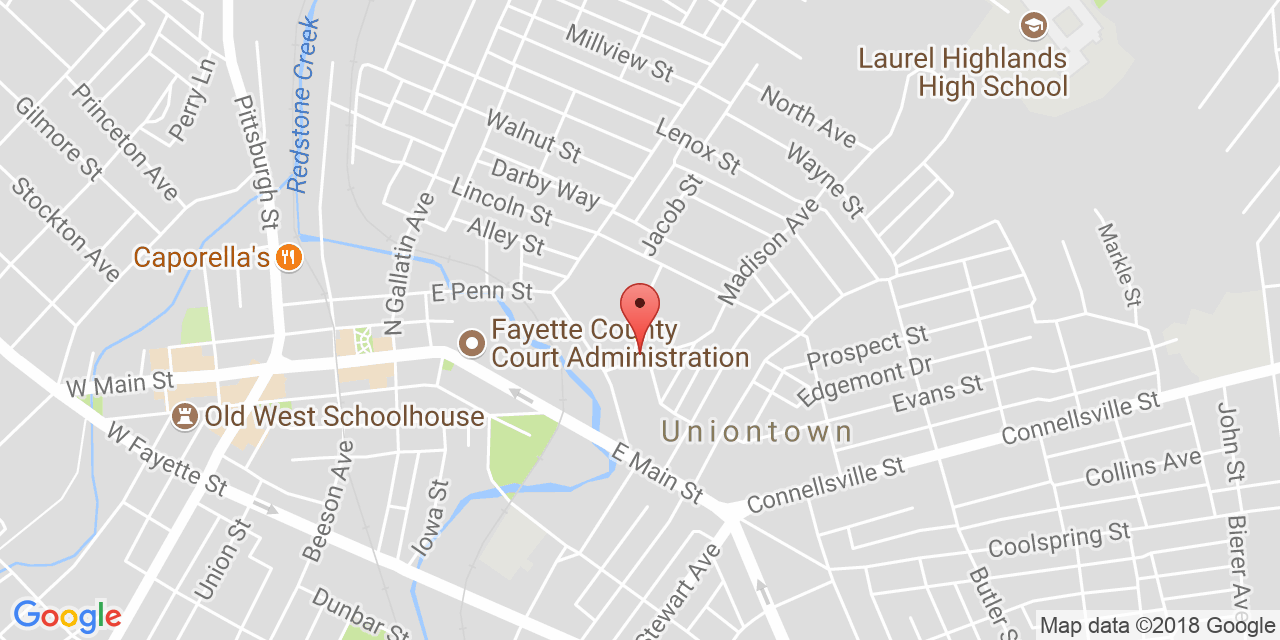 Millview St
Laurel Highlands
High School
Redstone Creek
Perry Ln
Princeton Ave
Gilmore St
Pittsburgh St
Stockton Ave
North Ave
Walnut St
Lenox St
Wayne St
Darby Way
Lincoln St
Alley St
Jacob St
Madison Ave
N Gallatin Ave
Caporella's
Markle St
E Penn St
Fayette County
Court Administration
Prospect St
Edgemont Dr
Evans St
W Main St
Old West Schoolhouse
Uniontown
Connellsville St
John St
W Fayette St
E Main St
Connellsville St
Collins Ave
Beeson Ave
Iowa St
Union St
Coolspring St
Bierer Ave
Stewart Ave
Butler S
Dunbar St
Google
Map data ©2018 Google